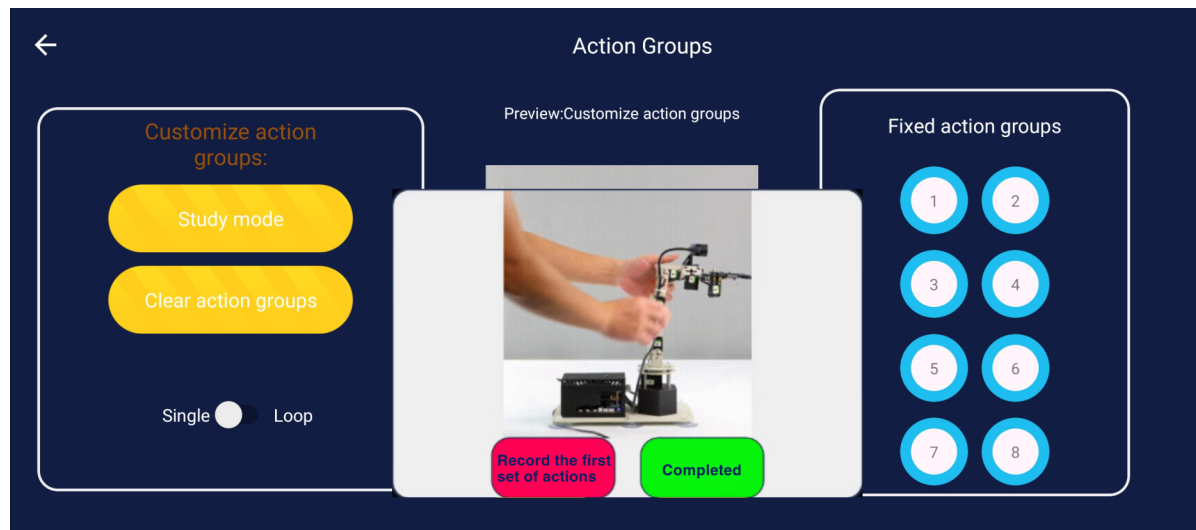 Action Groups
Customize action
groups:
Study mode
Clear action groups
Single
Loop
Preview:Customize action groups
Record the first
set of actions
Completed
Fixed action groups
1
2
3
4
5
6
7
8